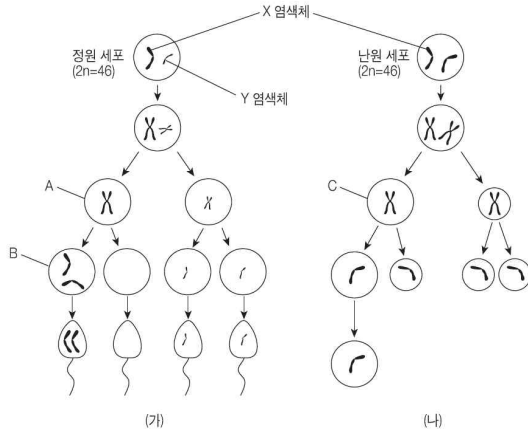 X 염색체
정원 세포
(2n=46)
난원 세포
(2n=46)
Y 염색체
A
C
B
(가)
(나)